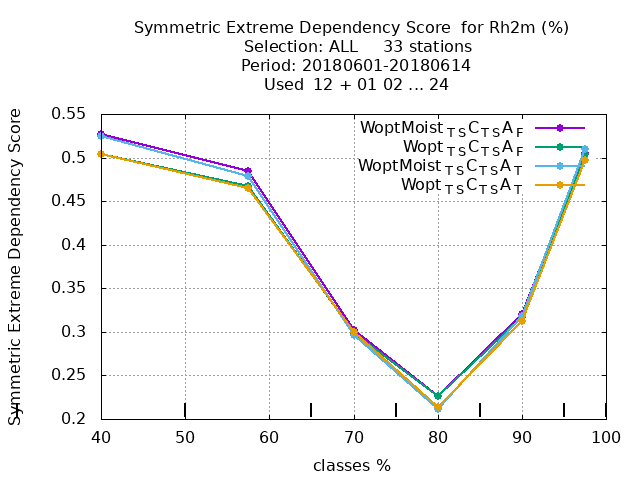 Symmetric Extreme Dependency Score  for Rh2m (%)
Selection: ALL     33 stations
Period: 20180601-20180614
Used  12 + 01 02 ... 24
Symmetric Extreme Dependency Score
0.55
0.5
0.45
0.4
0.35
0.3
0.25
0.2
WoptMoist TS C TS A F
Wopt TS C TS A F
WoptMoist TS C TS A T
Wopt TS C TS A T
40 50 60 70 80 90 100
classes %